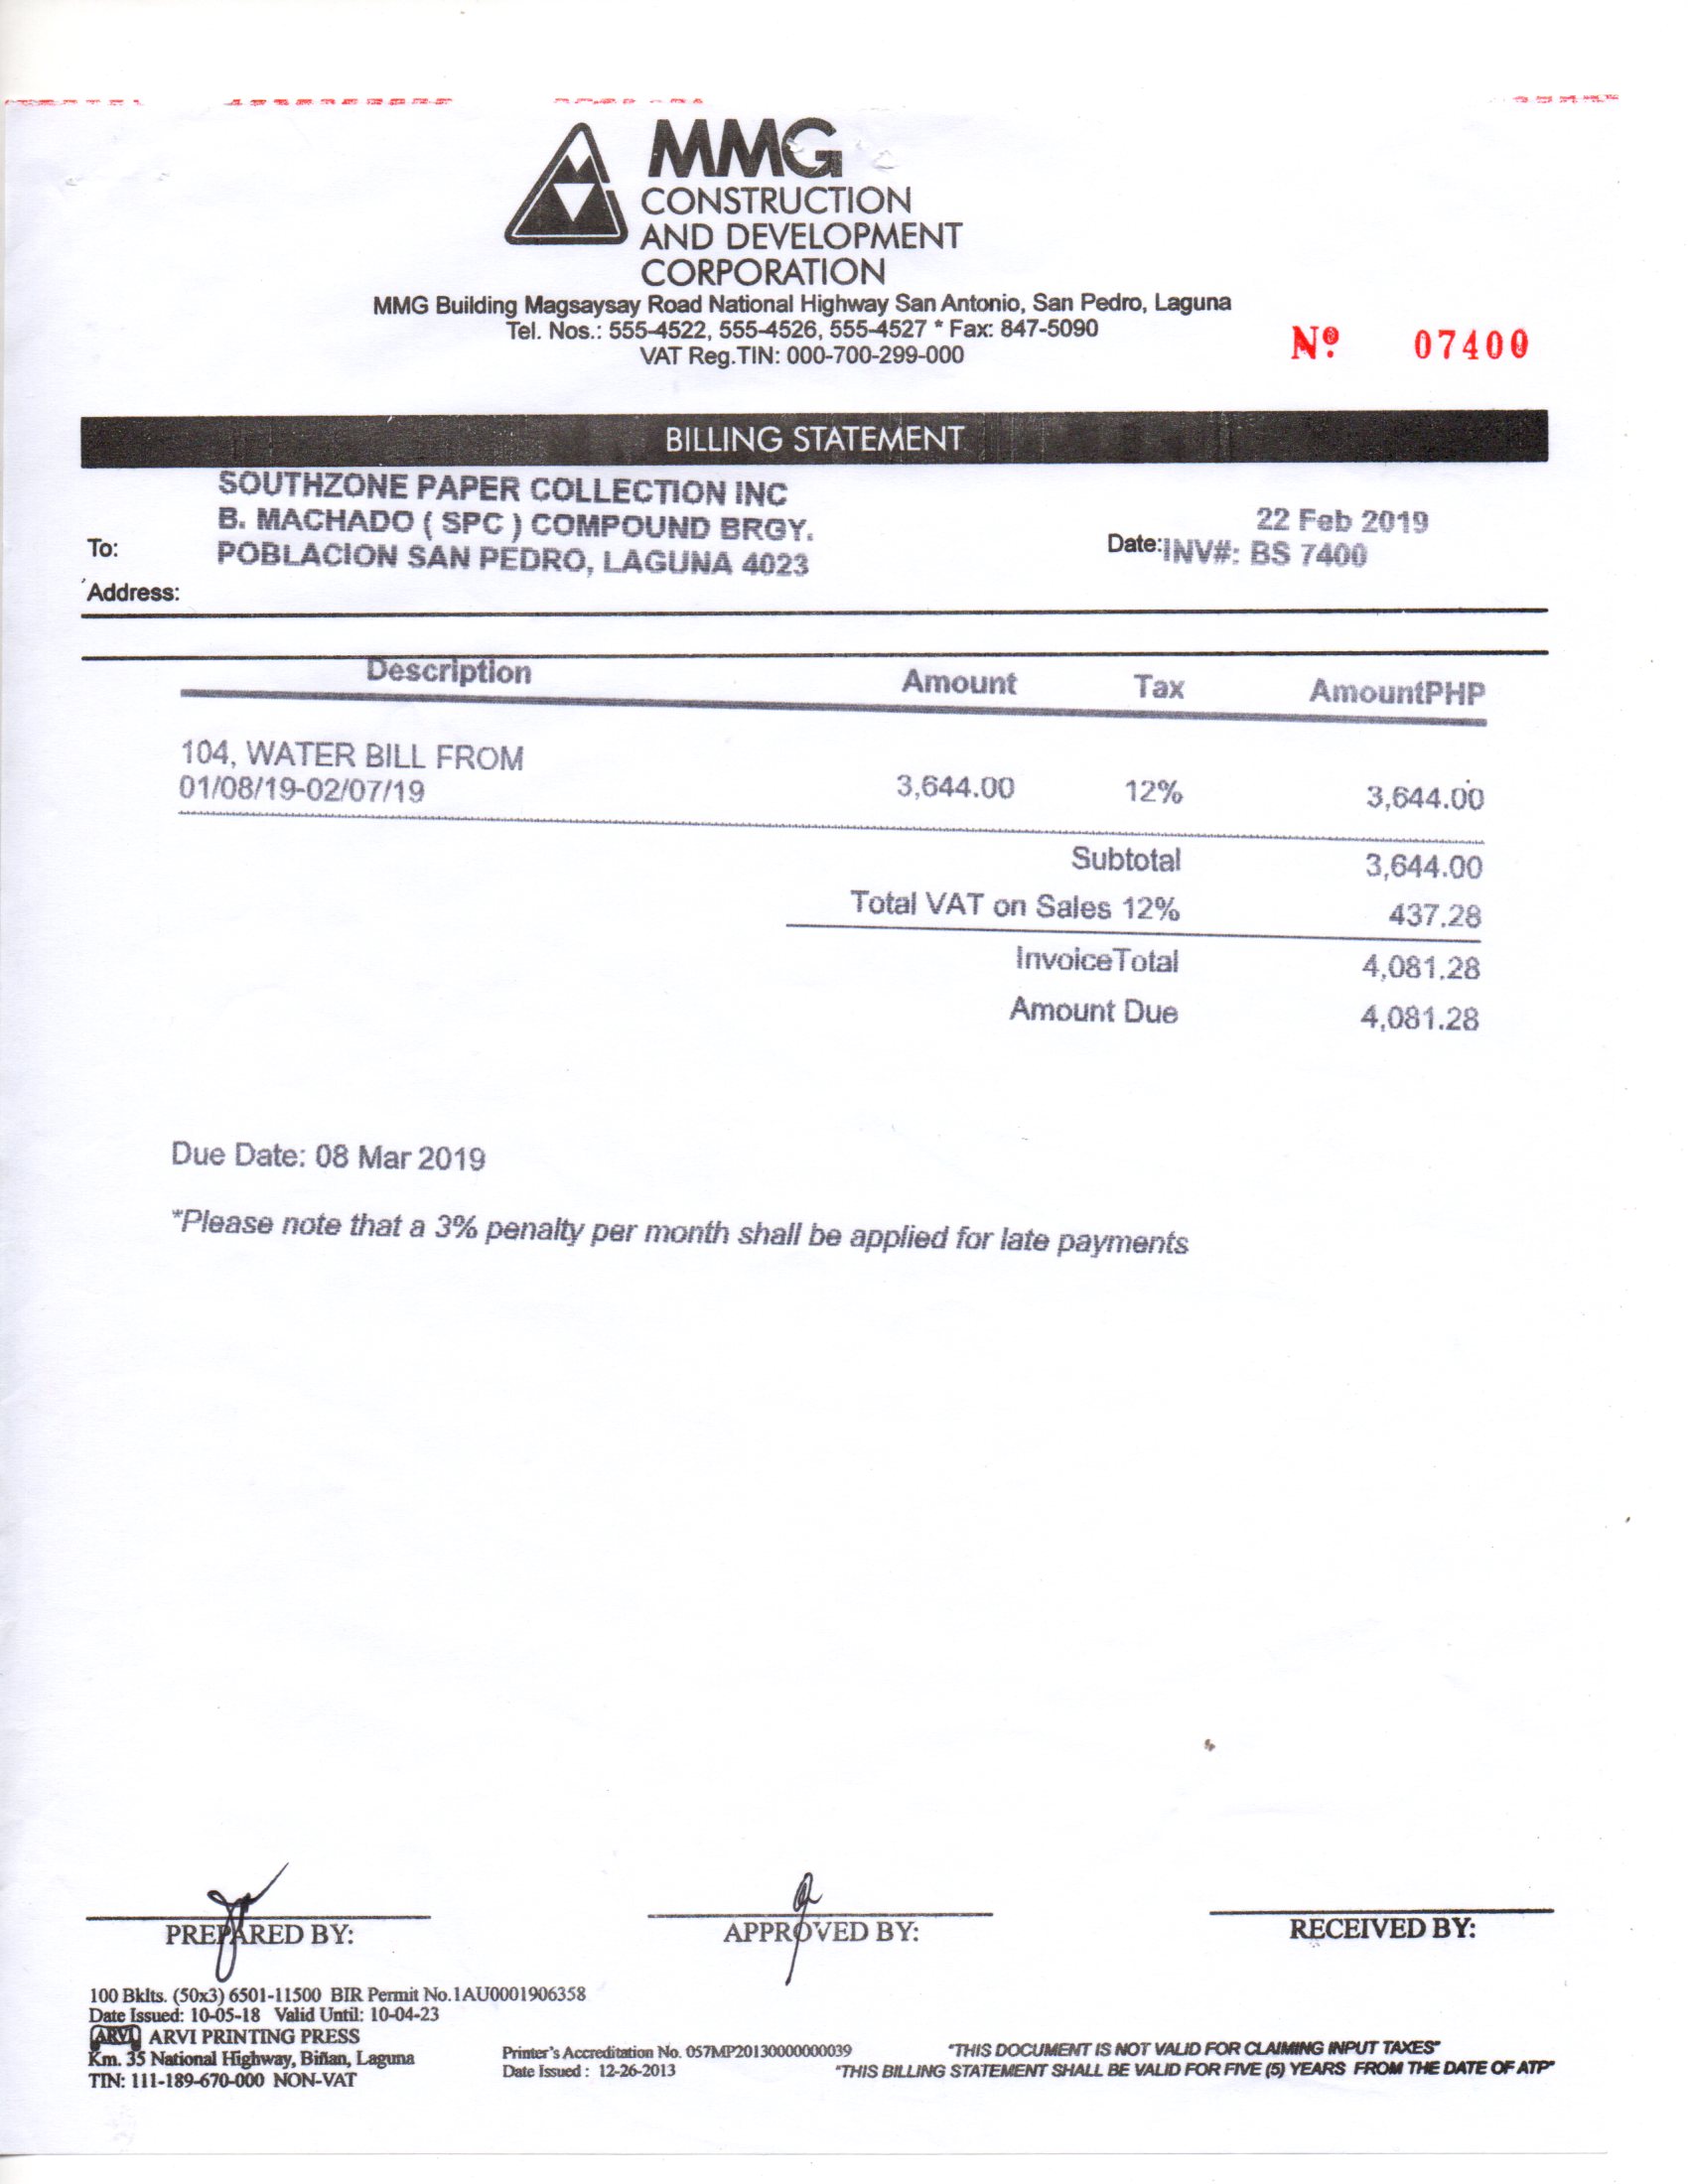 MMG
CONSTRUCTION
AND DEVELOPMENT
CORPORATION
MMG Building Magsaysay Road National Highway San Antonio, San Pedro, Laguna
Tel. Nos.: 555-4522, 555-4526, 555-4527 * Fax: 847-5090
VAT Reg.TIN: 000-700-299-000
Nº 07400
BILLING STATEMENT
SOUTHZONE PAPER COLLECTION INC
B. MACHADO ( SPC ) COMPOUND BRGY.
POBLACION SAN PEDRO, LAGUNA 4023
To:
Address:
22 Feb 2019
Date: INV#: BS 7400
Description Amount Tax AmountPHP
104, WATER BILL FROM
01/08/19-02/07/19 3,644.00 12% 3,644.00
Subtotal 3,644.00
Total VAT on Sales 12% 437.28
InvoiceTotal 4,081.28
Amount Due 4,081.28
Due Date: 08 Mar 2019
*Please note that a 3% penalty per month shall be applied for late payments
PREPARED BY: APPROVED BY: RECEIVED BY:
100 Bklts. (50x3) 6501-11500 BIR Permit No.1AU0001906358
Date Issued: 10-05-18 Valid Until: 10-04-23
ARVI ARVI PRINTING PRESS
Km. 35 National Highway, Biñan, Laguna
TIN: 111-189-670-000 NON-VAT
Printer's Accreditation No. 057MP20130000000039
Date Issued : 12-26-2013
"THIS DOCUMENT IS NOT VALID FOR CLAIMING INPUT TAXES"
"THIS BILLING STATEMENT SHALL BE VALID FOR FIVE (5) YEARS FROM THE DATE OF ATP"